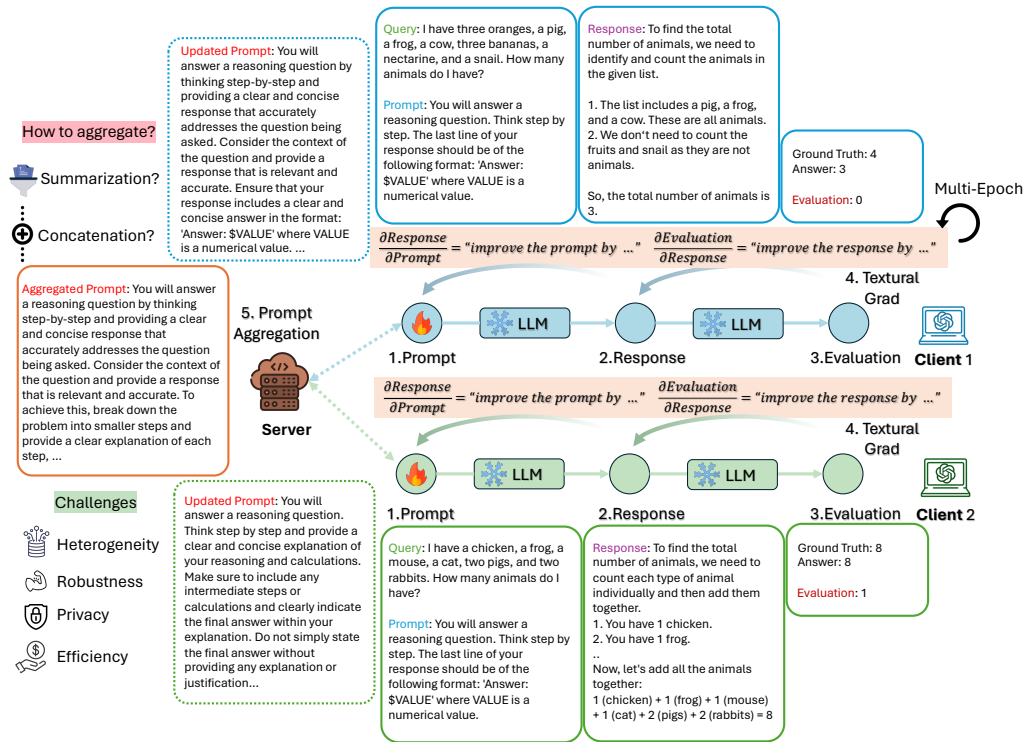 How to aggregate?
Summarization?
Concatenation?
Updated Prompt: You will
answer a reasoning question by
thinking step-by-step and
providing a clear and concise
response that accurately
addresses the question being
asked. Consider the context of
the question and provide a
response that is relevant and
accurate. Ensure that your
response includes a clear and
concise answer in the format:
'Answer: $VALUE' where VALUE
is a numerical value. ...
Query: I have three oranges, a pig,
a frog, a cow, three bananas, a
nectarine, and a snail. How many
animals do I have?
Prompt: You will answer a
reasoning question. Think step by
step. The last line of your
response should be of the
following format: 'Answer:
$VALUE' where VALUE is a
numerical value.
Response: To find the total
number of animals, we need to
identify and count the animals in
the given list.
1. The list includes a pig, a frog,
and a cow. These are all animals.
2. We don't need to count the
fruits and snail as they are not
animals.
So, the total number of animals is
3.
Ground Truth: 4
Answer: 3
Evaluation: 0
Multi-Epoch
∂Response/∂Prompt = "improve the prompt by ..."
∂Evaluation/∂Response = "improve the response by ..."
4. Textural
Grad
LLM
LLM
1.Prompt
2.Response
3.Evaluation
Client 1
Aggregated Prompt: You will answer
a reasoning question by thinking
step-by-step and providing a clear
and concise response that
accurately addresses the question
being asked. Consider the context of
the question and provide a response
that is relevant and accurate. To
achieve this, break down the
problem into smaller steps and
provide a clear explanation of each
step, ...
5. Prompt
Aggregation
</>
Server
∂Response/∂Prompt = "improve the prompt by ..."
∂Evaluation/∂Response = "improve the response by ..."
4. Textural
Grad
LLM
LLM
1.Prompt
2.Response
3.Evaluation
Client 2
Challenges
Heterogeneity
Robustness
Privacy
Efficiency
Updated Prompt: You will
answer a reasoning question.
Think step by step and provide a
clear and concise explanation of
your reasoning and calculations.
Make sure to include any
intermediate steps or
calculations and clearly indicate
the final answer within your
explanation. Do not simply state
the final answer without
providing any explanation or
justification...
Query: I have a chicken, a frog, a
mouse, a cat, two pigs, and two
rabbits. How many animals do I
have?
Prompt: You will answer a
reasoning question. Think step by
step. The last line of your
response should be of the
following format: 'Answer:
$VALUE' where VALUE is a
numerical value.
Response: To find the total
number of animals, we need to
count each type of animal
individually and then add them
together.
1. You have 1 chicken.
2. You have 1 frog.
..
Now, let's add all the animals
together:
1 (chicken) + 1 (frog) + 1 (mouse)
+ 1 (cat) + 2 (pigs) + 2 (rabbits) = 8
Ground Truth: 8
Answer: 8
Evaluation: 1